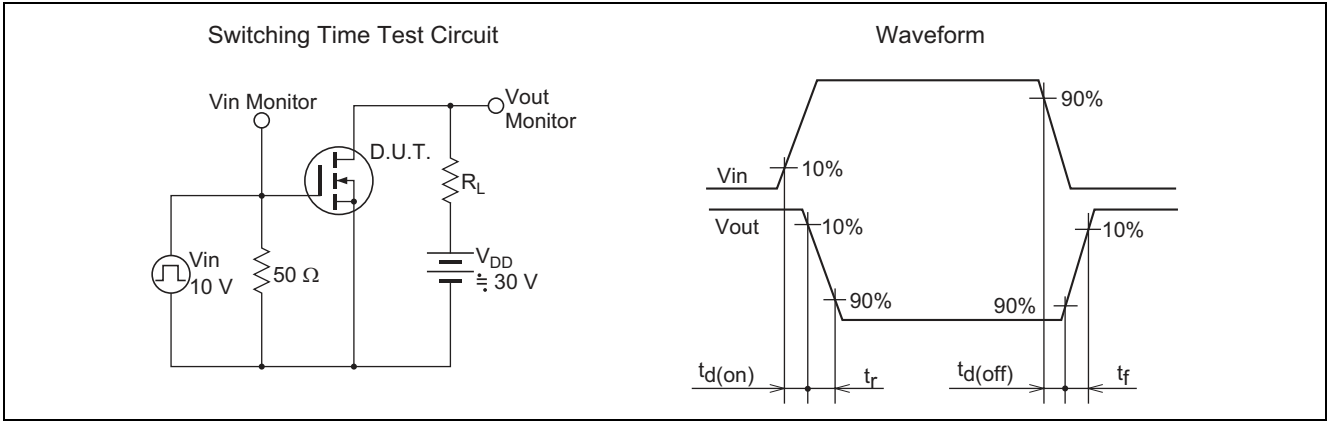 Switching Time Test Circuit
Vin Monitor
Vout
Monitor
D.U.T.
RL
Vin
10 V
50 Ω
VDD
≒ 30 V
Waveform
90%
10%
Vin
Vout
10%
10%
90%
90%
td(on)
tr
td(off)
tf